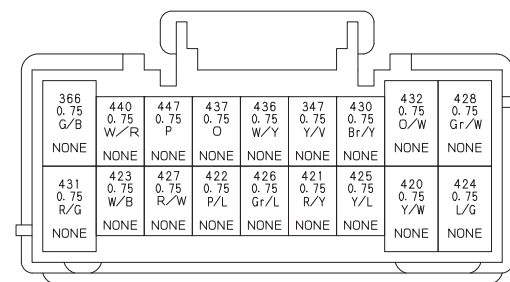 366 440 447 437 436 347 430 432 428
0.75 0.75 0.75 0.75 0.75 0.75 0.75 0.75 0.75
G/B W/R P O W/Y Y/V Br/Y O/W Gr/W
NONE NONE NONE NONE NONE NONE NONE NONE NONE
431 423 427 422 426 421 425 420 424
0.75 0.75 0.75 0.75 0.75 0.75 0.75 0.75 0.75
R/G W/B R/W P/L Gr/L R/Y Y/L Y/W L/G
NONE NONE NONE NONE NONE NONE NONE NONE NONE